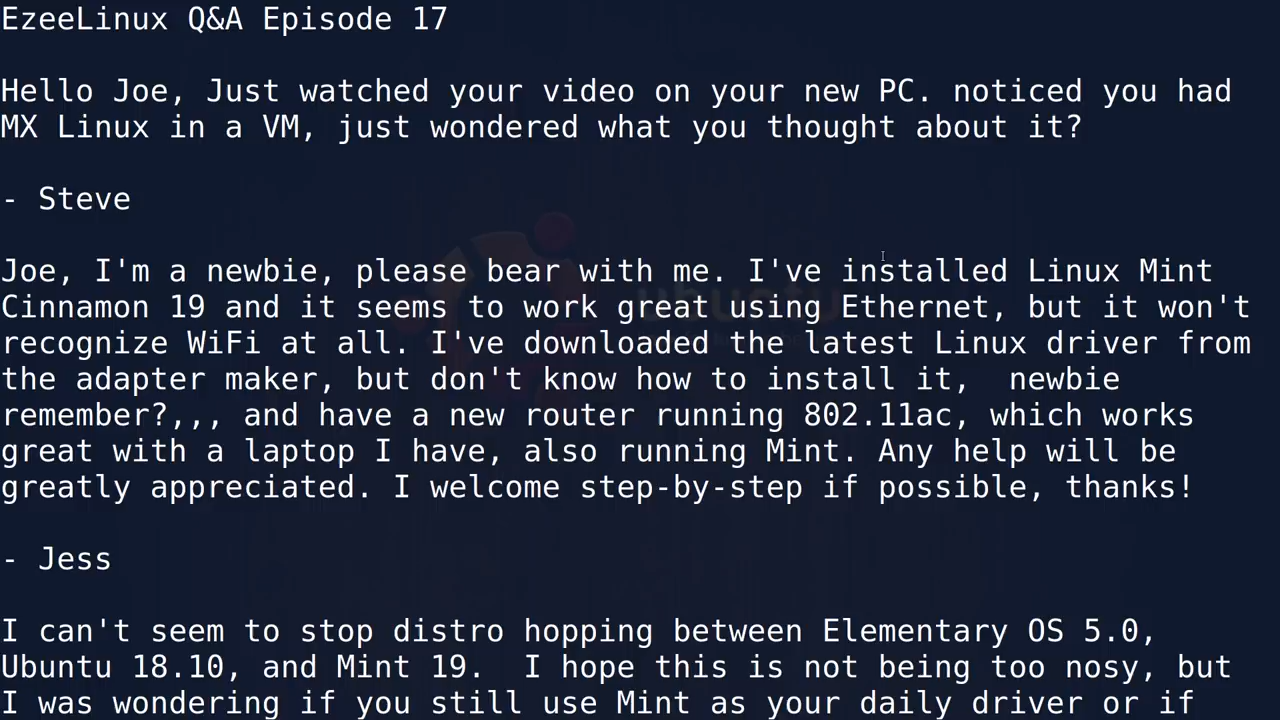 EzeeLinux Q&A Episode 17
Hello Joe, Just watched your video on your new PC. noticed you had
MX Linux in a VM, just wondered what you thought about it?
- Steve
Joe, I'm a newbie, please bear with me. I've installed Linux Mint
Cinnamon 19 and it seems to work great using Ethernet, but it won't
recognize WiFi at all. I've downloaded the latest Linux driver from
the adapter maker, but don't know how to install it,  newbie
remember?,,, and have a new router running 802.11ac, which works
great with a laptop I have, also running Mint. Any help will be
greatly appreciated. I welcome step-by-step if possible, thanks!
- Jess
I can't seem to stop distro hopping between Elementary OS 5.0,
Ubuntu 18.10, and Mint 19.  I hope this is not being too nosy, but
I was wondering if you still use Mint as your daily driver or if
ubuntu